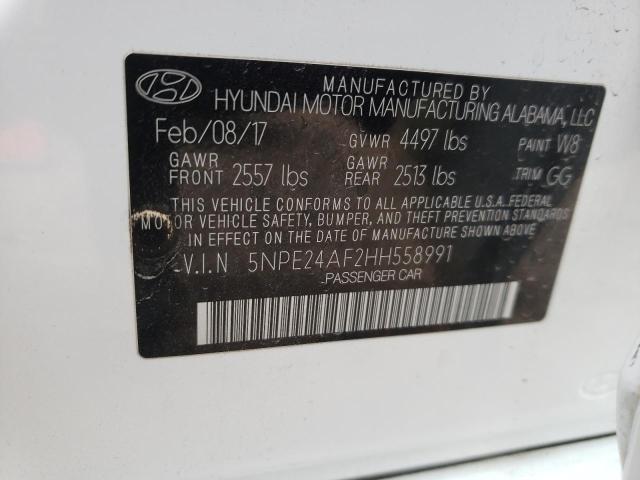 MANUFACTURED BY
HYUNDAI MOTOR MANUFACTURING ALABAMA, LLC
Feb/08/17 GVWR 4497 lbs PAINT W8
GAWR FRONT 2557 lbs GAWR REAR 2513 lbs TRIM GG
THIS VEHICLE CONFORMS TO ALL APPLICABLE U.S.A. FEDERAL
MOTOR VEHICLE SAFETY, BUMPER, AND THEFT PREVENTION STANDARDS
IN EFFECT ON THE DATE OF MANUFACTURE SHOWN ABOVE.
V.I.N 5NPE24AF2HH558991
PASSENGER CAR